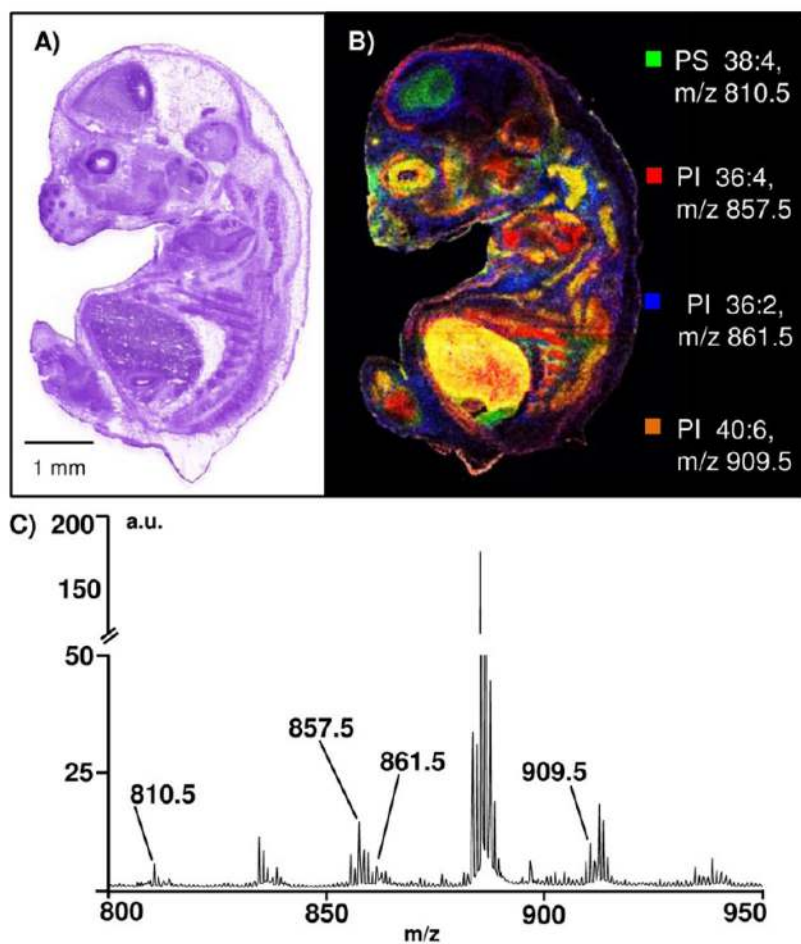 A)
1 mm
B)
PS 38:4,
m/z 810.5
PI 36:4,
m/z 857.5
PI 36:2,
m/z 861.5
PI 40:6,
m/z 909.5
C)
200
a.u.
150
50
857.5
861.5
909.5
25
810.5
800
850
900
950
m/z